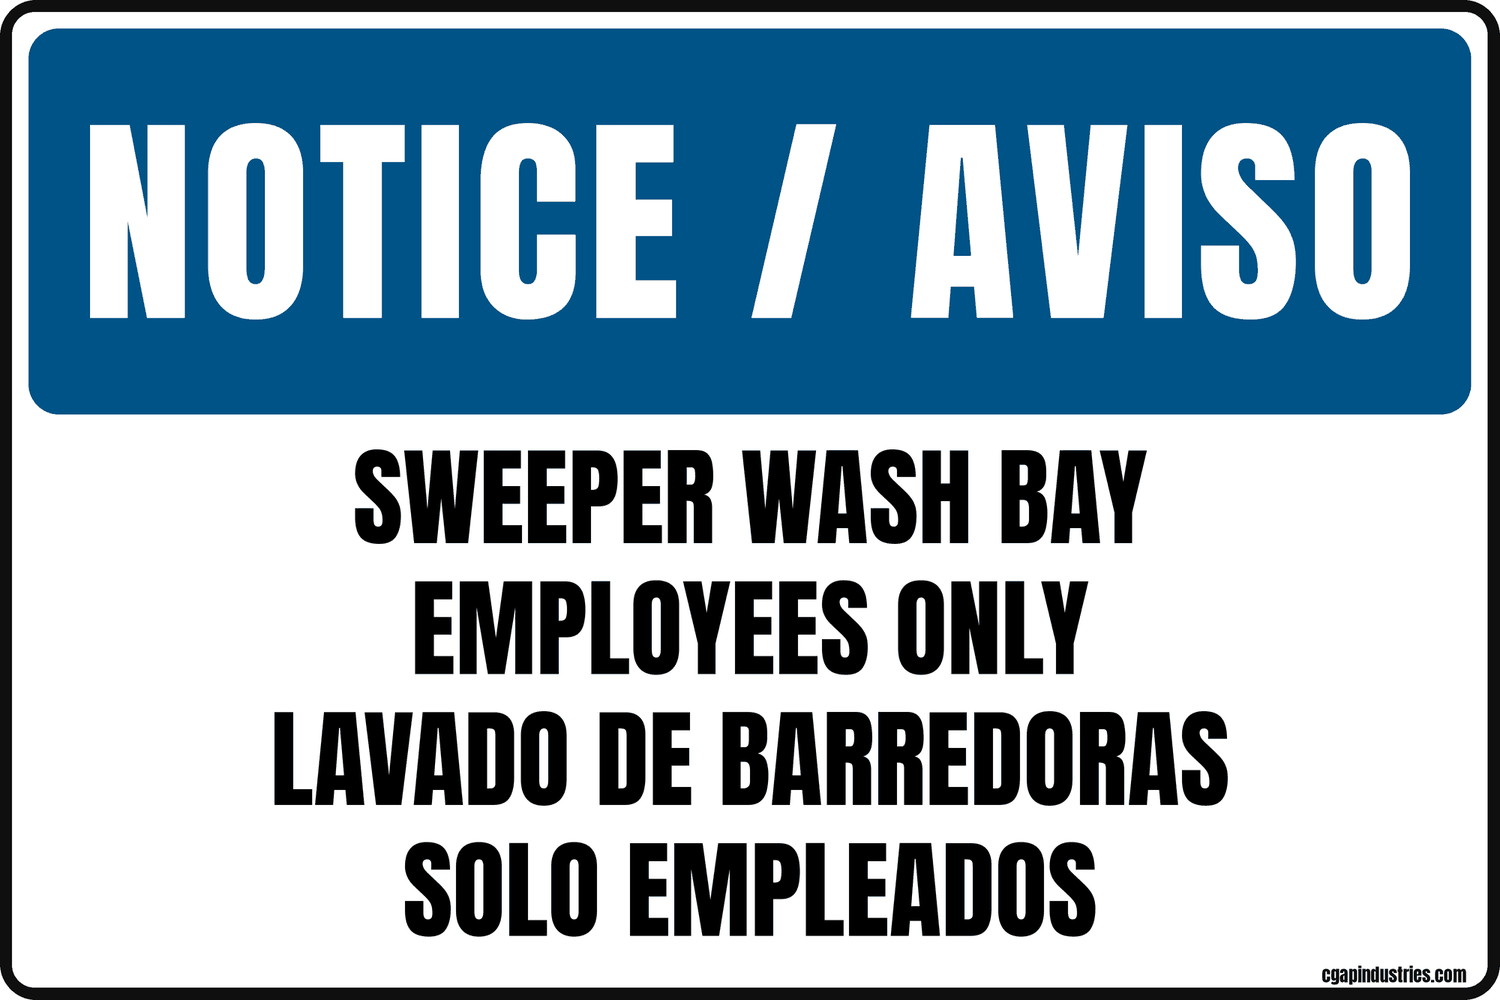 NOTICE / AVISO
SWEEPER WASH BAY
EMPLOYEES ONLY
LAVADO DE BARREDORAS
SOLO EMPLEADOS
cgapindustries.com